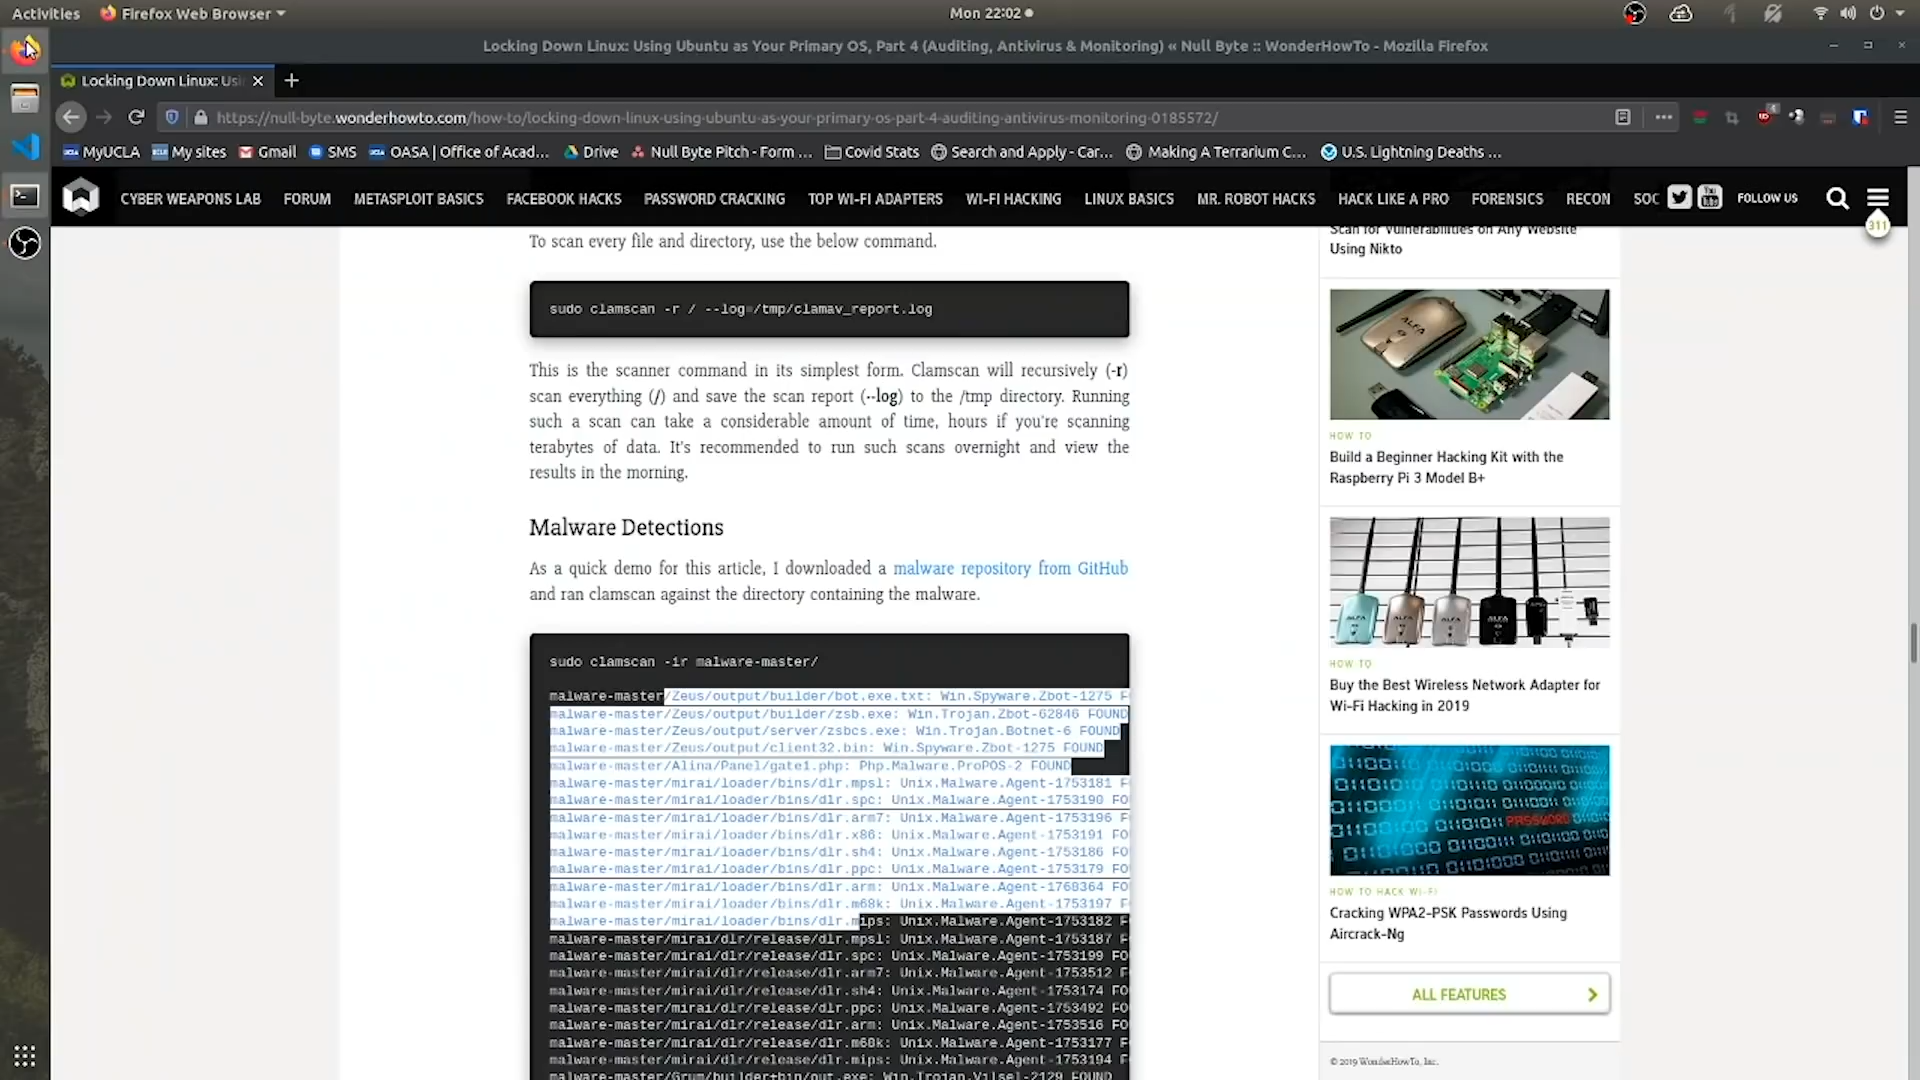 Activities
Firefox Web Browser
Mon 22:02
Locking Down Linux: Using Ubuntu as Your Primary OS, Part 4 (Auditing, Antivirus & Monitoring) « Null Byte :: WonderHowTo - Mozilla Firefox
Locking Down Linux: Usi
https://null-byte.wonderhowto.com/how-to/locking-down-linux-using-ubuntu-as-your-primary-os-part-4-auditing-antivirus-monitoring-0185572/
4
MyUCLA My sites Gmail SMS OASA | Office of Acad... Drive Null Byte Pitch - Form ... Covid Stats Search and Apply - Car... Making A Terrarium C... U.S. Lightning Deaths ...
CYBER WEAPONS LAB FORUM METASPLOIT BASICS FACEBOOK HACKS PASSWORD CRACKING TOP WI-FI ADAPTERS WI-FI HACKING LINUX BASICS MR. ROBOT HACKS HACK LIKE A PRO FORENSICS RECON SOC FOLLOW US
311
To scan every file and directory, use the below command.
sudo clamscan -r / --log=/tmp/clamav_report.log
This is the scanner command in its simplest form. Clamscan will recursively (-r)
scan everything (/) and save the scan report (--log) to the /tmp directory. Running
such a scan can take a considerable amount of time, hours if you're scanning
terabytes of data. It's recommended to run such scans overnight and view the
results in the morning.
Malware Detections
As a quick demo for this article, I downloaded a malware repository from GitHub
and ran clamscan against the directory containing the malware.
sudo clamscan -ir malware-master/
malware-master/Zeus/output/builder/bot.exe.txt: Win.Spyware.Zbot-1275 F
malware-master/Zeus/output/builder/zsb.exe: Win.Trojan.Zbot-62846 FOUND
malware-master/Zeus/output/server/zsbcs.exe: Win.Trojan.Botnet-6 FOUND
malware-master/Zeus/output/client32.bin: Win.Spyware.Zbot-1275 FOUND
malware-master/Alina/Panel/gate1.php: Php.Malware.ProPOS-2 FOUND
malware-master/mirai/loader/bins/dlr.mpsl: Unix.Malware.Agent-1753181 F
malware-master/mirai/loader/bins/dlr.spc: Unix.Malware.Agent-1753190 FO
malware-master/mirai/loader/bins/dlr.arm7: Unix.Malware.Agent-1753196 F
malware-master/mirai/loader/bins/dlr.x86: Unix.Malware.Agent-1753191 FO
malware-master/mirai/loader/bins/dlr.sh4: Unix.Malware.Agent-1753186 FO
malware-master/mirai/loader/bins/dlr.ppc: Unix.Malware.Agent-1753179 FO
malware-master/mirai/loader/bins/dlr.arm: Unix.Malware.Agent-1768364 FO
malware-master/mirai/loader/bins/dlr.m68k: Unix.Malware.Agent-1753197 F
malware-master/mirai/loader/bins/dlr.mips: Unix.Malware.Agent-1753182 F
malware-master/mirai/dlr/release/dlr.mpsl: Unix.Malware.Agent-1753187 F
malware-master/mirai/dlr/release/dlr.spc: Unix.Malware.Agent-1753199 FO
malware-master/mirai/dlr/release/dlr.arm7: Unix.Malware.Agent-1753512 F
malware-master/mirai/dlr/release/dlr.sh4: Unix.Malware.Agent-1753174 FO
malware-master/mirai/dlr/release/dlr.ppc: Unix.Malware.Agent-1753492 FO
malware-master/mirai/dlr/release/dlr.arm: Unix.Malware.Agent-1753516 FO
malware-master/mirai/dlr/release/dlr.m68k: Unix.Malware.Agent-1753177 F
malware-master/mirai/dlr/release/dlr.mips: Unix.Malware.Agent-1753194 F
malware-master/Grum/builder+bin/out.exe: Win.Trojan.Vilsel-2129 FOUND
Scan for Vulnerabilities on Any Website
Using Nikto
ALFA
HOW TO
Build a Beginner Hacking Kit with the
Raspberry Pi 3 Model B+
ALFA ALFA ALFA ALFA
HOW TO
Buy the Best Wireless Network Adapter for
Wi-Fi Hacking in 2019
PASSWORD
HOW TO HACK WI-FI
Cracking WPA2-PSK Passwords Using
Aircrack-Ng
ALL FEATURES
© 2019 WonderHowTo, Inc.